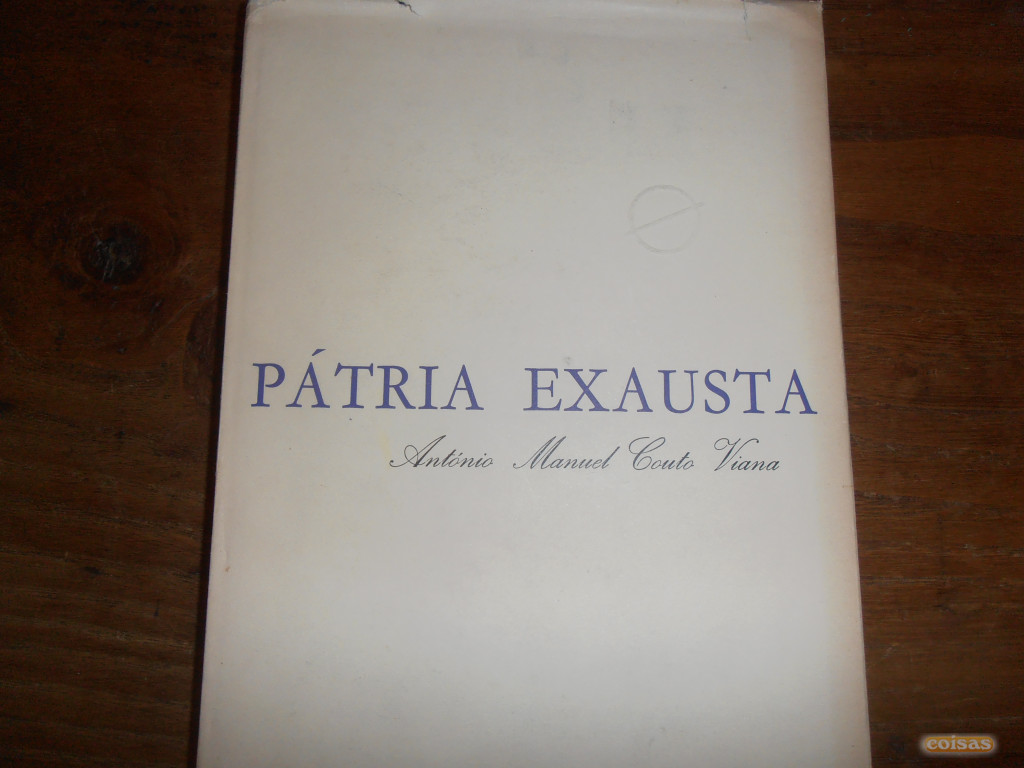 PÁTRIA EXAUSTA
António Manuel Couto Viana
coisas